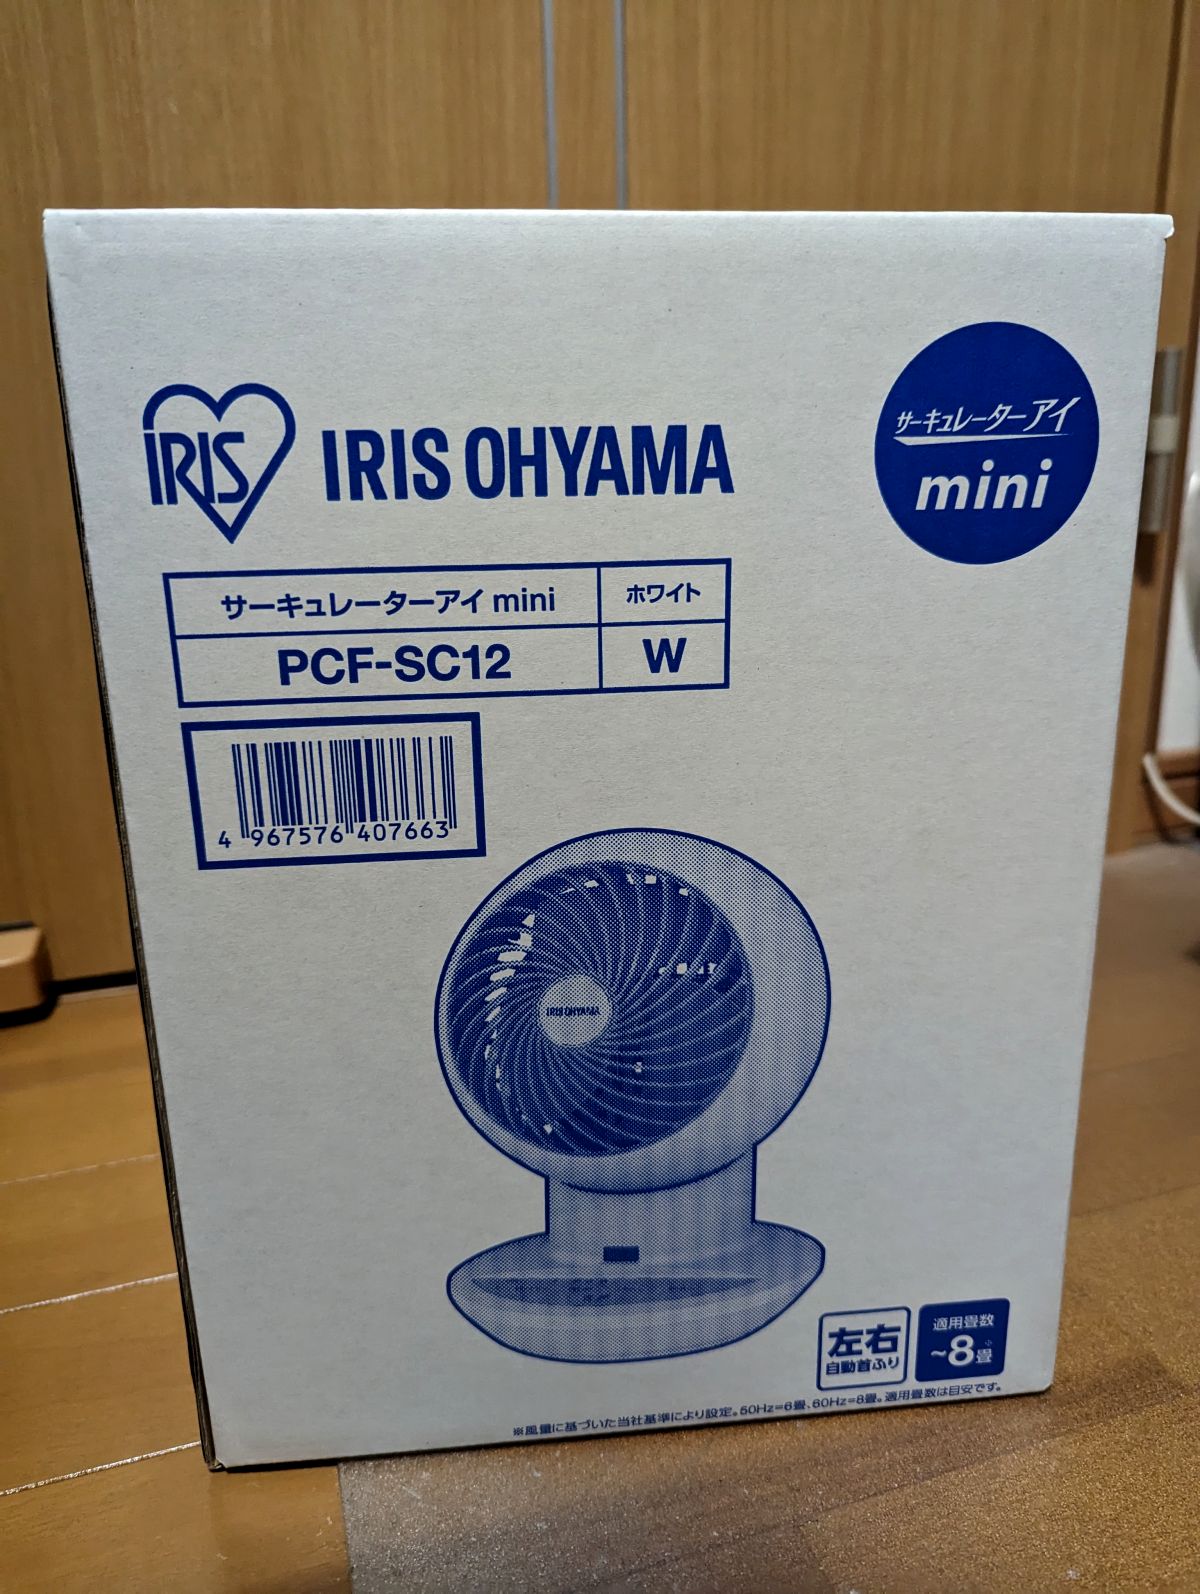 IRIS
IRIS OHYAMA
サーキュレーターアイ
mini
サーキュレーターアイ mini
ホワイト
PCF-SC12
W
4 967576 407663
IRIS OHYAMA
左右
自動首ふり
適用畳数
~8畳
※風量に基づいた当社基準により設定。50Hz=6畳、60Hz=8畳。適用畳数は目安です。